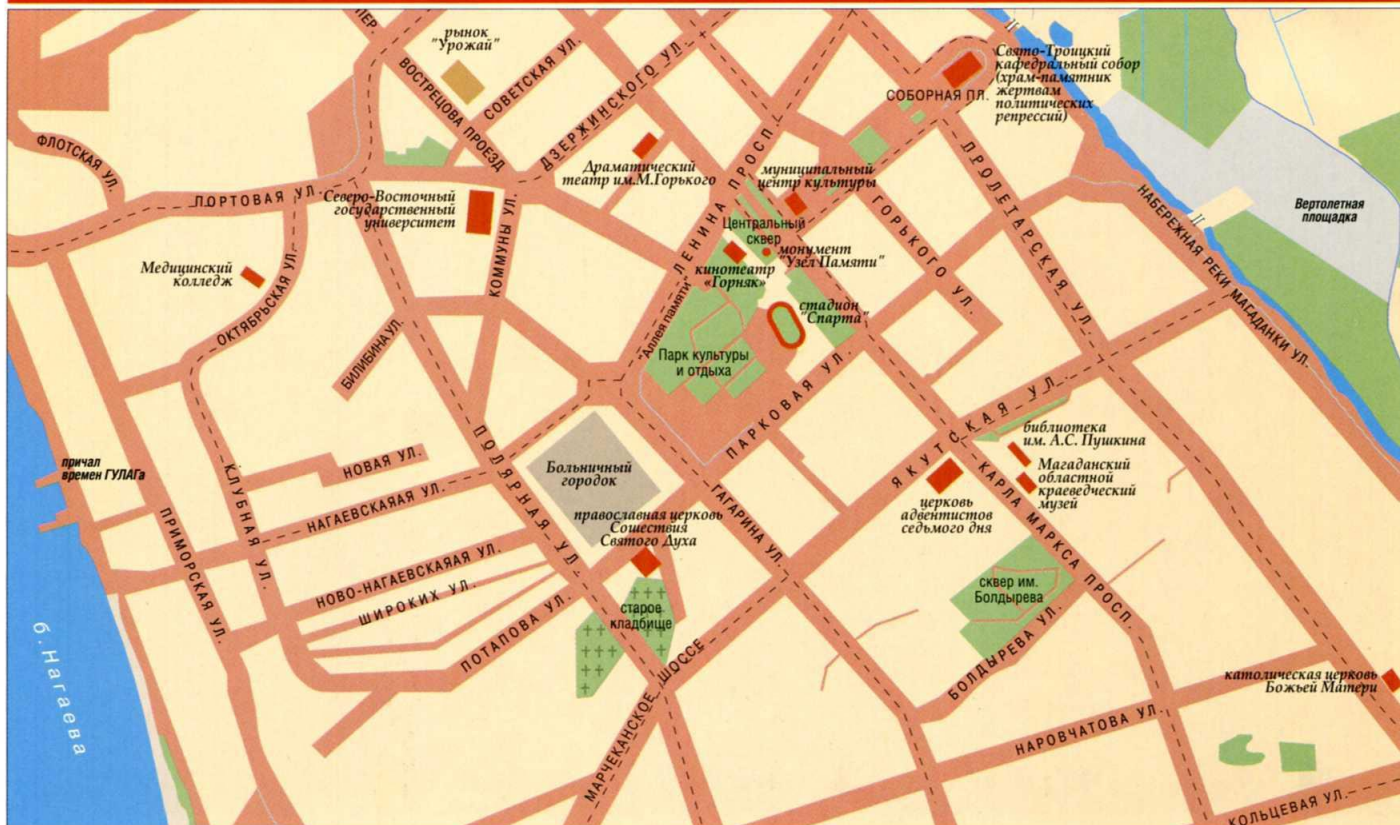 рынок
"Урожай"
ВОСТРЕЦОВА ПРОЕЗД
СОВЕТСКАЯ УЛ.
ДЗЕРЖИНСКОГО УЛ.
ЛЕНИНА ПРОСП.
Свято-Троицкий
кафедральный собор
(храм-памятник
жертвам
политических
репрессий)
СОБОРНАЯ ПЛ.
ФЛОТСКАЯ УЛ.
ПОРТОВАЯ УЛ.
Северо-Восточный
государственный
университет
Драматический
театр им.М.Горького
муниципальный
центр культуры
ПРОЛЕТАРСКАЯ УЛ.
НАБЕРЕЖНАЯ РЕКИ МАГАДАНКИ УЛ.
Вертолетная
площадка
Медицинский
колледж
ОКТЯБРЬСКАЯ УЛ.
КОММУНЫ УЛ.
Центральный
сквер
монумент
"Узел Памяти"
кинотеатр
«Горняк»
ГОРЬКОГО УЛ.
"Аллея памяти"
стадион
"Спарта"
БИЛИБИНА УЛ.
Парк культуры
и отдыха
ПАРКОВАЯ УЛ.
ЯКУТСКАЯ УЛ.
библиотека
им. А.С. Пушкина
Магаданский
областной
краеведческий
музей
причал
времен ГУЛАГа
КЛУБНАЯ УЛ.
НОВАЯ УЛ.
НАГАЕВСКАЯАЯ УЛ.
ПОЛЯРНАЯ УЛ.
Больничный
городок
ГАГАРИНА УЛ.
церковь
адвентистов
седьмого дня
КАРЛА МАРКСА ПРОСП.
православная церковь
Сошествия
Святого Духа
ПРИМОРСКАЯ УЛ.
НОВО-НАГАЕВСКАЯАЯ УЛ.
ШИРОКИХ УЛ.
ПОТАПОВА УЛ.
старое
кладбище
сквер им.
Болдырева
БОЛДЫРЕВА УЛ.
б.Нагаева
МАРЧЕКАНСКОЕ ШОССЕ
католическая церковь
Божьей Матери
НАРОВЧАТОВА УЛ.
КОЛЬЦЕВАЯ УЛ.